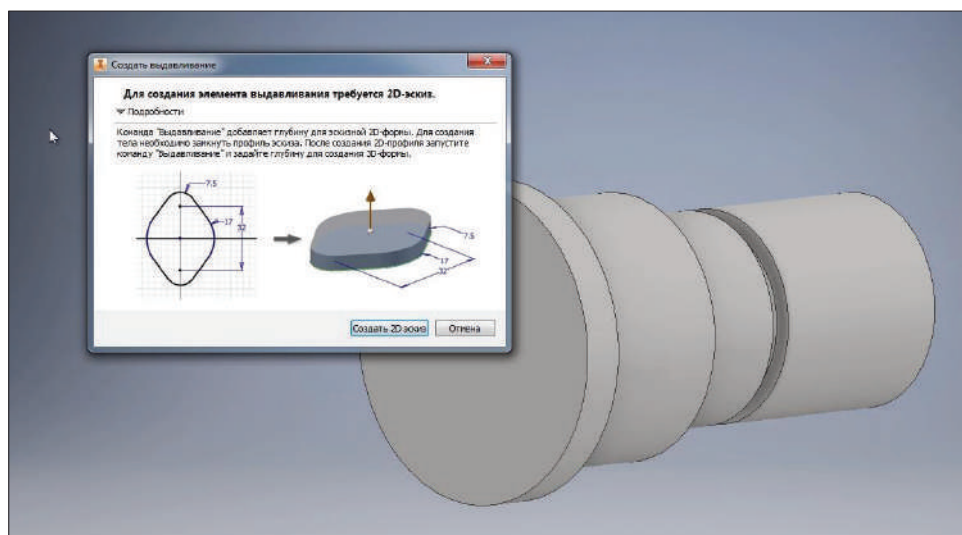 Создать выдавливание
Для создания элемента выдавливания требуется 2D-эскиз.
Подробности
Команда "Выдавливание" добавляет глубину для эскизной 2D-формы. Для создания
тела необходимо замкнуть профиль эскиза. После создания 2D-профиля запустите
команду "Выдавливание" и задайте глубину для создания 3D-формы.
7.5
17
32
7.5
17
32
Создать 2D эскиз
Отмена